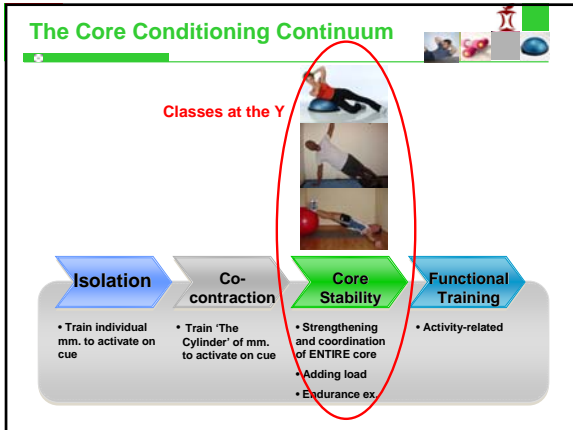 The Core Conditioning Continuum
Classes at the Y
Isolation
• Train individual
mm. to activate on
cue
Co-
contraction
• Train ‘The
Cylinder’ of mm.
to activate on cue
Core
Stability
• Strengthening
and coordination
of ENTIRE core
• Adding load
• Endurance ex.
Functional
Training
• Activity-related